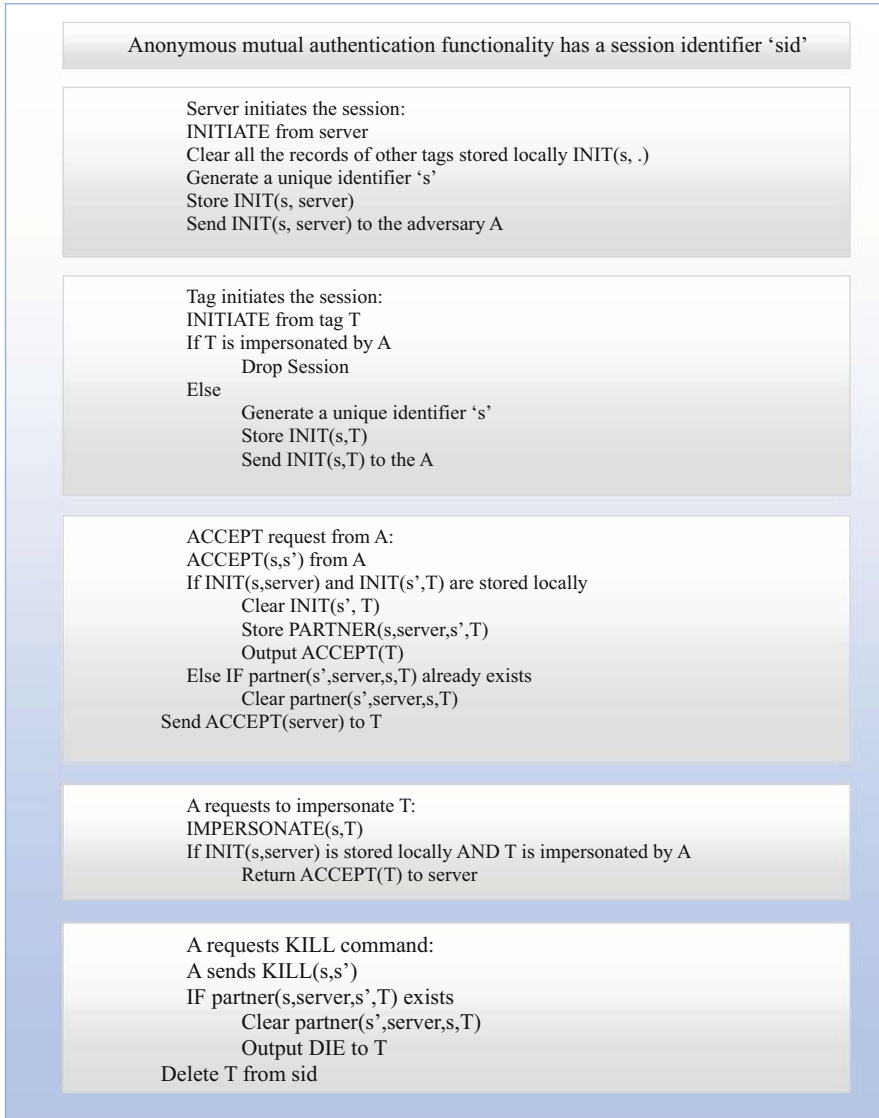 Anonymous mutual authentication functionality has a session identifier ‘sid’
Server initiates the session:
INITIATE from server
Clear all the records of other tags stored locally INIT(s, .)
Generate a unique identifier ‘s’
Store INIT(s, server)
Send INIT(s, server) to the adversary A
Tag initiates the session:
INITIATE from tag T
If T is impersonated by A
Drop Session
Else
Generate a unique identifier ‘s’
Store INIT(s,T)
Send INIT(s,T) to the A
ACCEPT request from A:
ACCEPT(s,s’) from A
If INIT(s,server) and INIT(s’,T) are stored locally
Clear INIT(s’, T)
Store PARTNER(s,server,s’,T)
Output ACCEPT(T)
Else IF partner(s’,server,s,T) already exists
Clear partner(s’,server,s,T)
Send ACCEPT(server) to T
A requests to impersonate T:
IMPERSONATE(s,T)
If INIT(s,server) is stored locally AND T is impersonated by A
Return ACCEPT(T) to server
A requests KILL command:
A sends KILL(s,s’)
IF partner(s,server,s’,T) exists
Clear partner(s’,server,s,T)
Output DIE to T
Delete T from sid